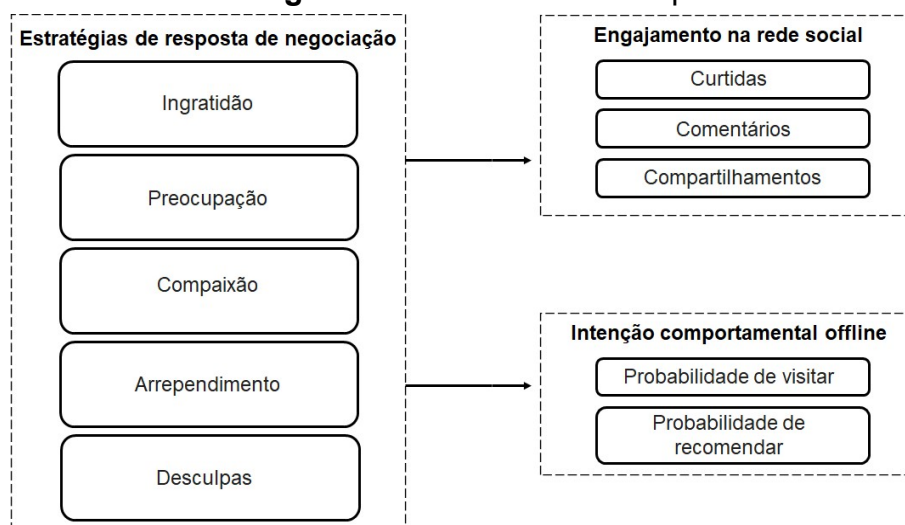 Estratégias de resposta de negociação
Ingratidão
Preocupação
Compaixão
Arrependimento
Desculpas
Engajamento na rede social
Curtidas
Comentários
Compartilhamentos
Intenção comportamental offline
Probabilidade de visitar
Probabilidade de
recomendar